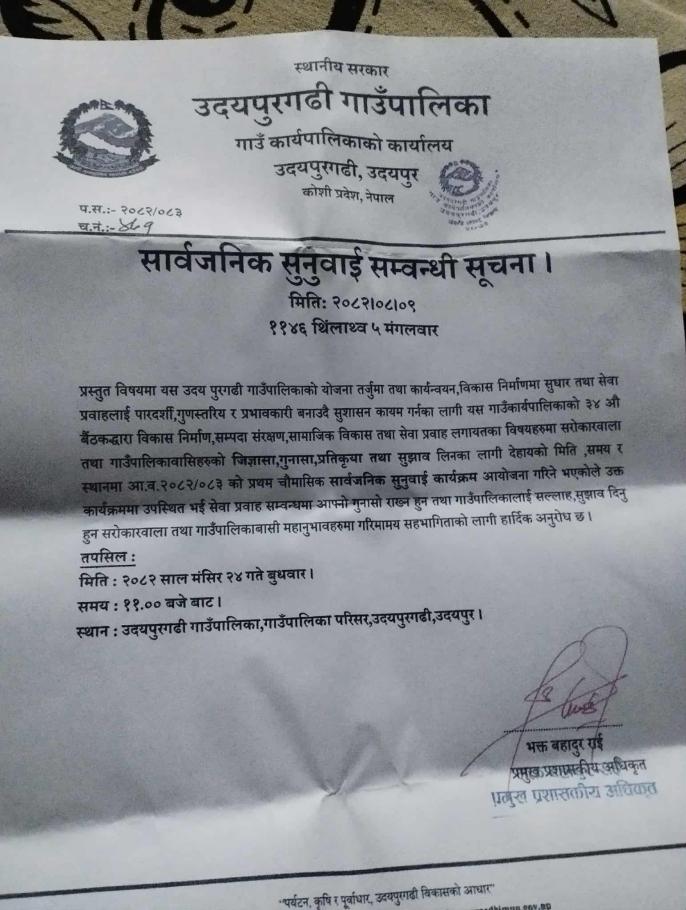 स्थानीय सरकार
उदयपुरगढी गाउँपालिका
गाउँ कार्यपालिकाको कार्यालय
उदयपुरगढी, उदयपुर
कोशी प्रदेश, नेपाल
प.स.:- २०८२/०८३
च.नं.:-
सार्वजनिक सुनुवाई सम्वन्धी सूचना।
मिति: २०८२।०८।०९
११४६ थिंलाथ्व ५ मंगलवार
प्रस्तुत विषयमा यस उदय पुरगढी गाउँपालिकाको योजना तर्जुमा तथा कार्यन्वयन,विकास निर्माणमा सुधार तथा सेवा
प्रवाहलाई पारदर्शी,गुणस्तरिय र प्रभावकारी बनाउदै सुशासन कायम गर्नका लागी यस गाउँकार्यपालिकाको ३४ औ
बैंठकद्धारा विकास निर्माण,सम्पदा संरक्षण,सामाजिक विकास तथा सेवा प्रवाह लगायतका विषयहरुमा सरोकारवाला
तथा गाउँपालिकावासिहरुको जिज्ञासा,गुनासा,प्रतिकृया तथा सुझाव लिनका लागी देहायको मिति ,समय र
स्थानमा आ.व.२०८२/०८३ को प्रथम चौमासिक सार्वजनिक सुनुवाई कार्यक्रम आयोजना गरिने भएकोले उक्त
कार्यक्रममा उपस्थित भई सेवा प्रवाह सम्वन्धमा आफ्नो गुनासो राख्न हुन तथा गाउँपालिकालाई सल्लाह,सुझाव दिनु
हुन सरोकारवाला तथा गाउँपालिकाबासी महानुभावहरुमा गरिमामय सहभागिताको लागी हार्दिक अनुरोध छ।
तपसिल :
मिति : २०८२ साल मंसिर २४ गते बुधवार।
समय : ११.०० बजे बाट।
स्थान : उदयपुरगढी गाउँपालिका,गाउँपालिका परिसर,उदयपुरगढी,उदयपुर।
भक्त बहादुर राई
प्रमुख प्रशासकीय अधिकृत
प्रमुख प्रशासकीय अधिकृत
"पर्यटन, कृषि र पूर्वाधार, उदयपुरगढी विकासको आधार"